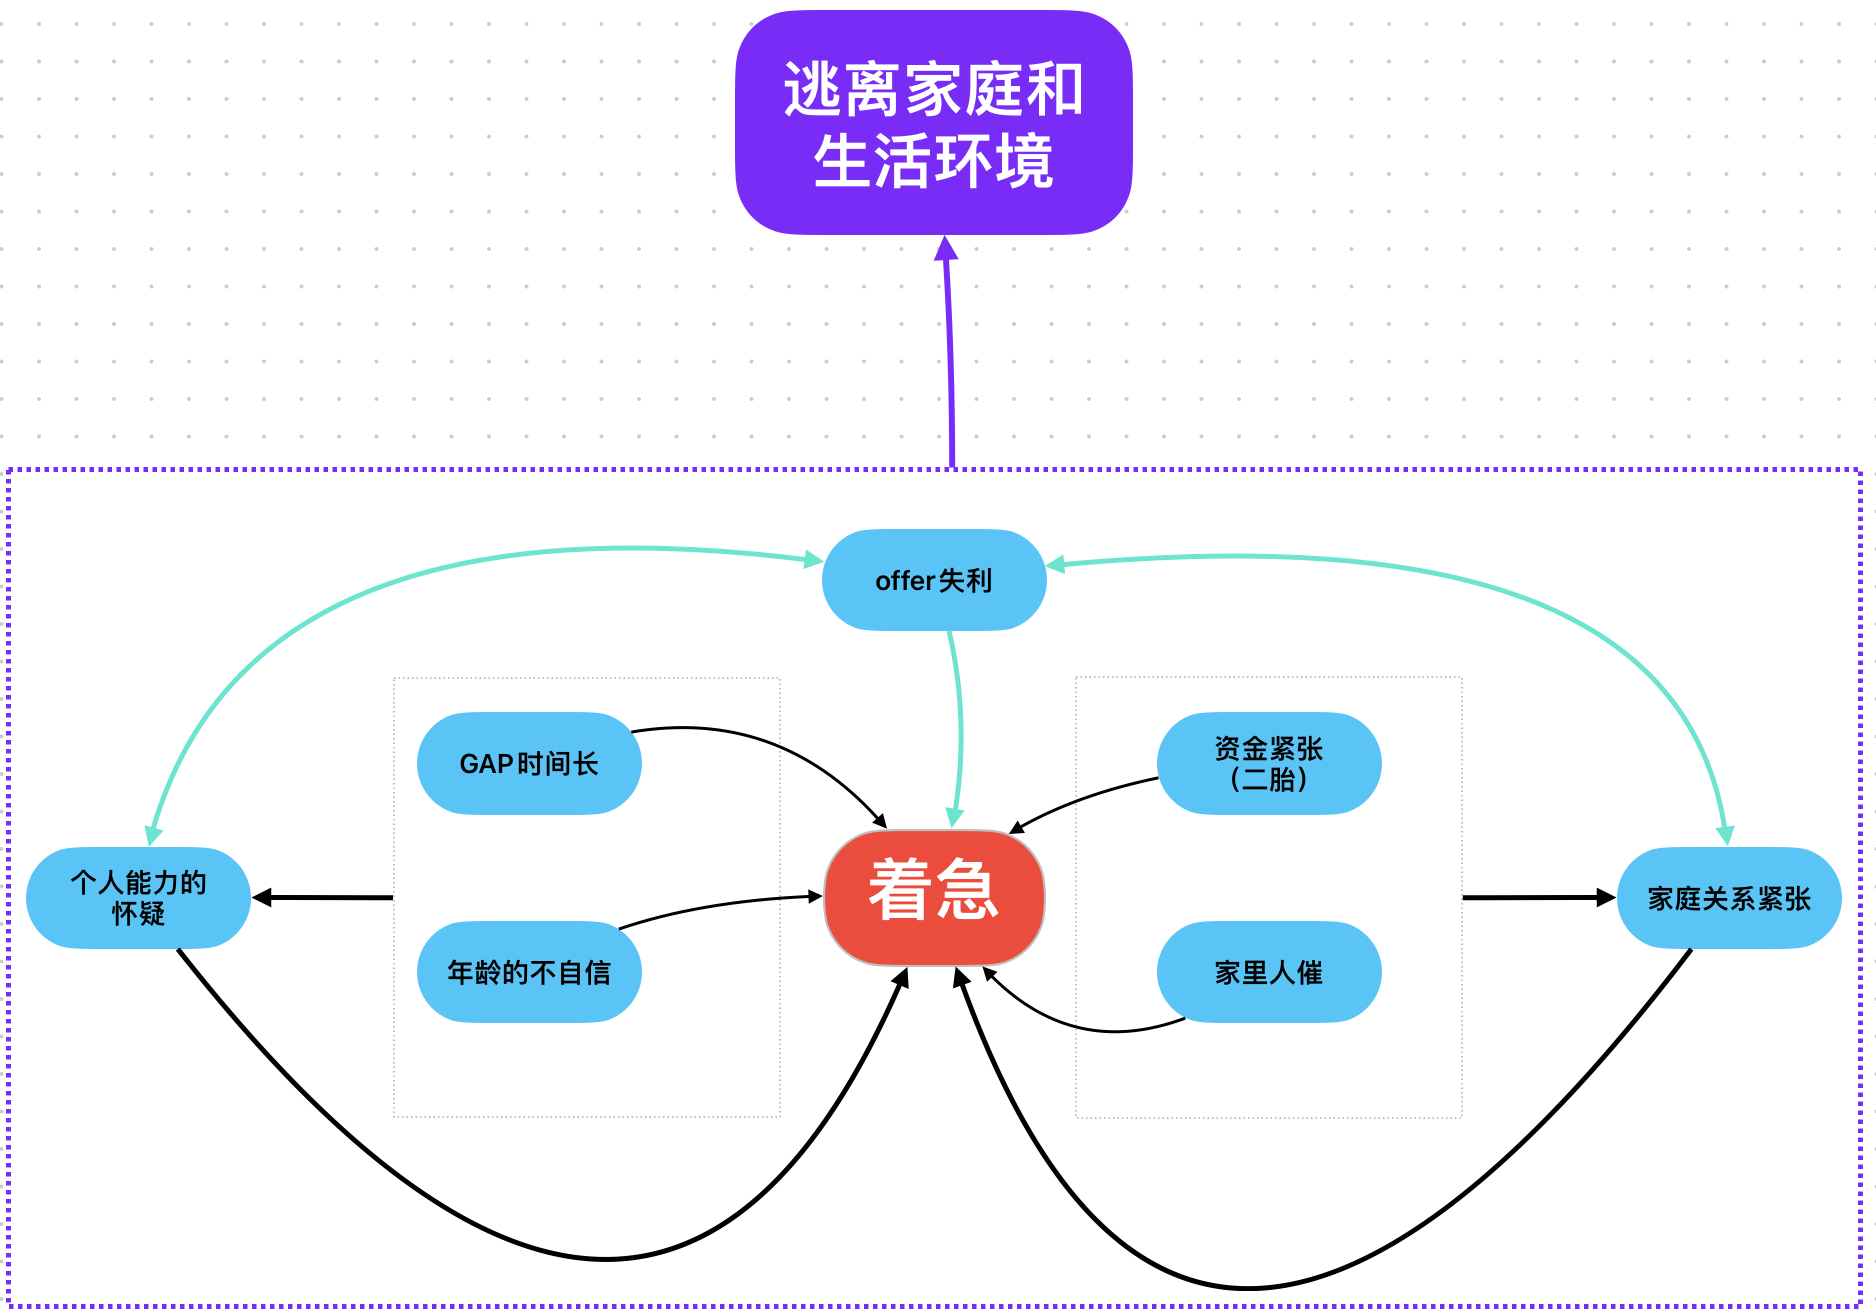 逃离家庭和
生活环境
offer失利
GAP时间长
资金紧张
（二胎）
着急
个人能力的
怀疑
家庭关系紧张
年龄的不自信
家里人催